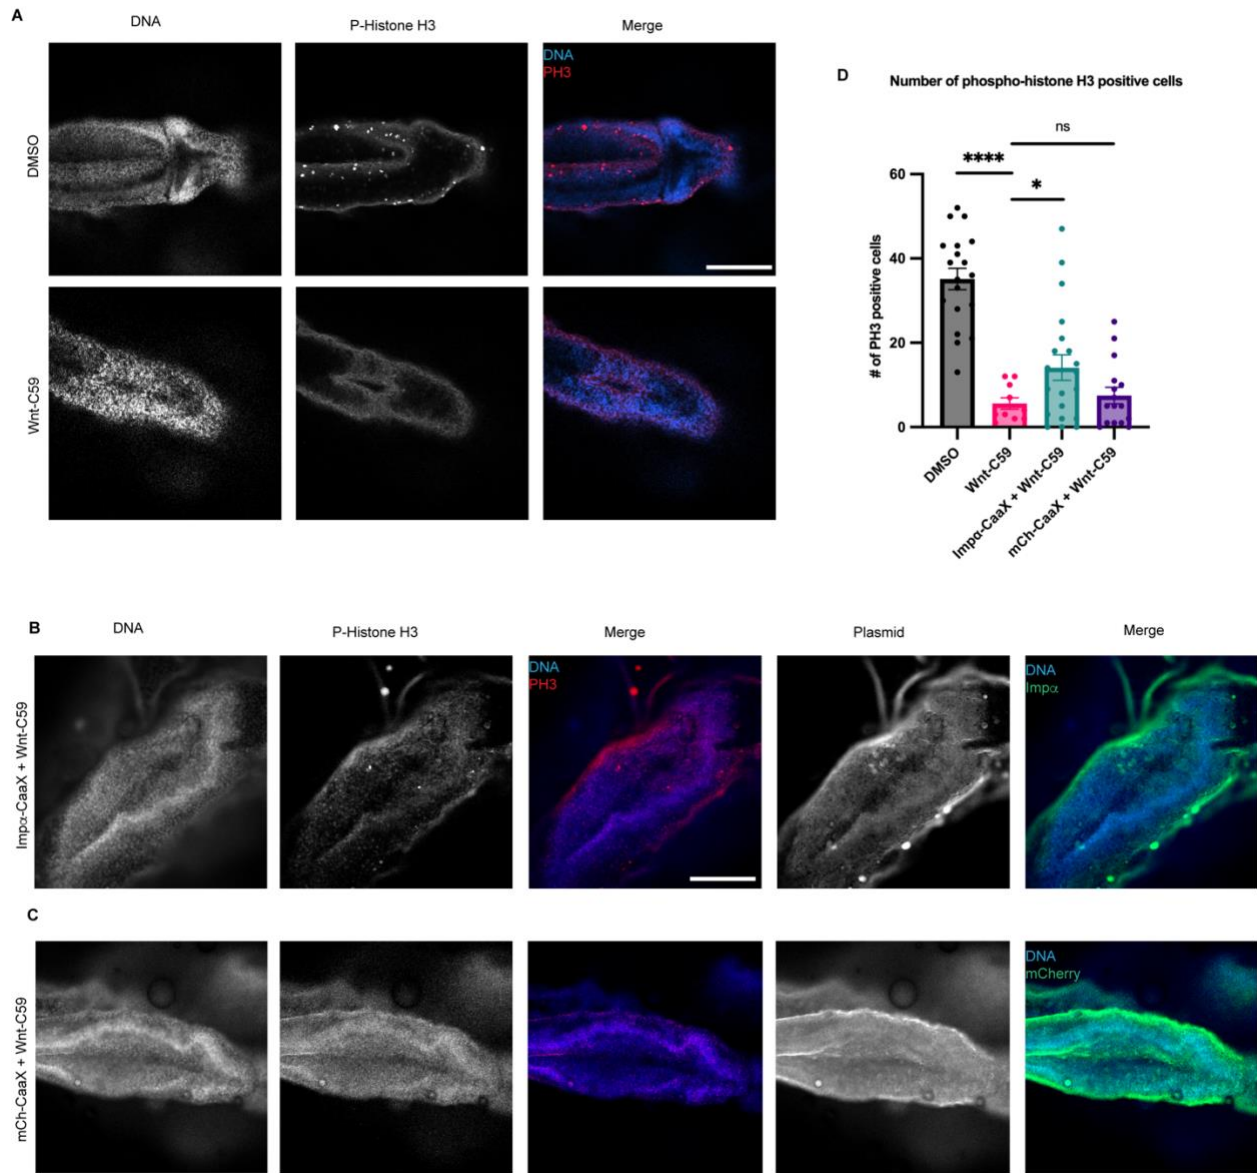 A
DNA
P-Histone H3
Merge
DMSO
DNA
PH3
Wnt-C59
D
Number of phospho-histone H3 positive cells
ns
****
*
60
40
20
0
# of PH3 positive cells
DMSO
Wnt-C59
Impα-CaaX + Wnt-C59
mCh-CaaX + Wnt-C59
B
DNA
P-Histone H3
Merge
Plasmid
Merge
Impα-CaaX + Wnt-C59
DNA
PH3
DNA
Impα
C
mCh-CaaX + Wnt-C59
DNA
mCherry